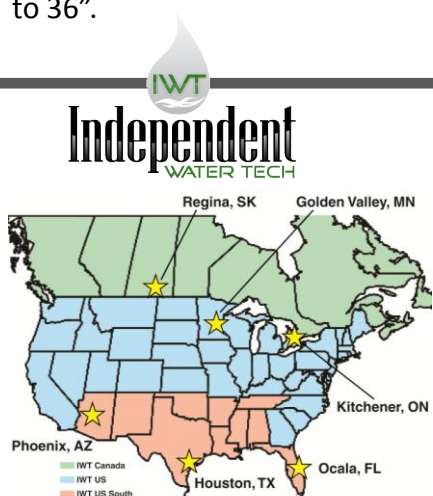 to 36”.
IWT
Independent
WATER TECH
Regina, SK
Golden Valley, MN
Kitchener, ON
Phoenix, AZ
IWT Canada
IWT US
IWT US South
Houston, TX
Ocala, FL